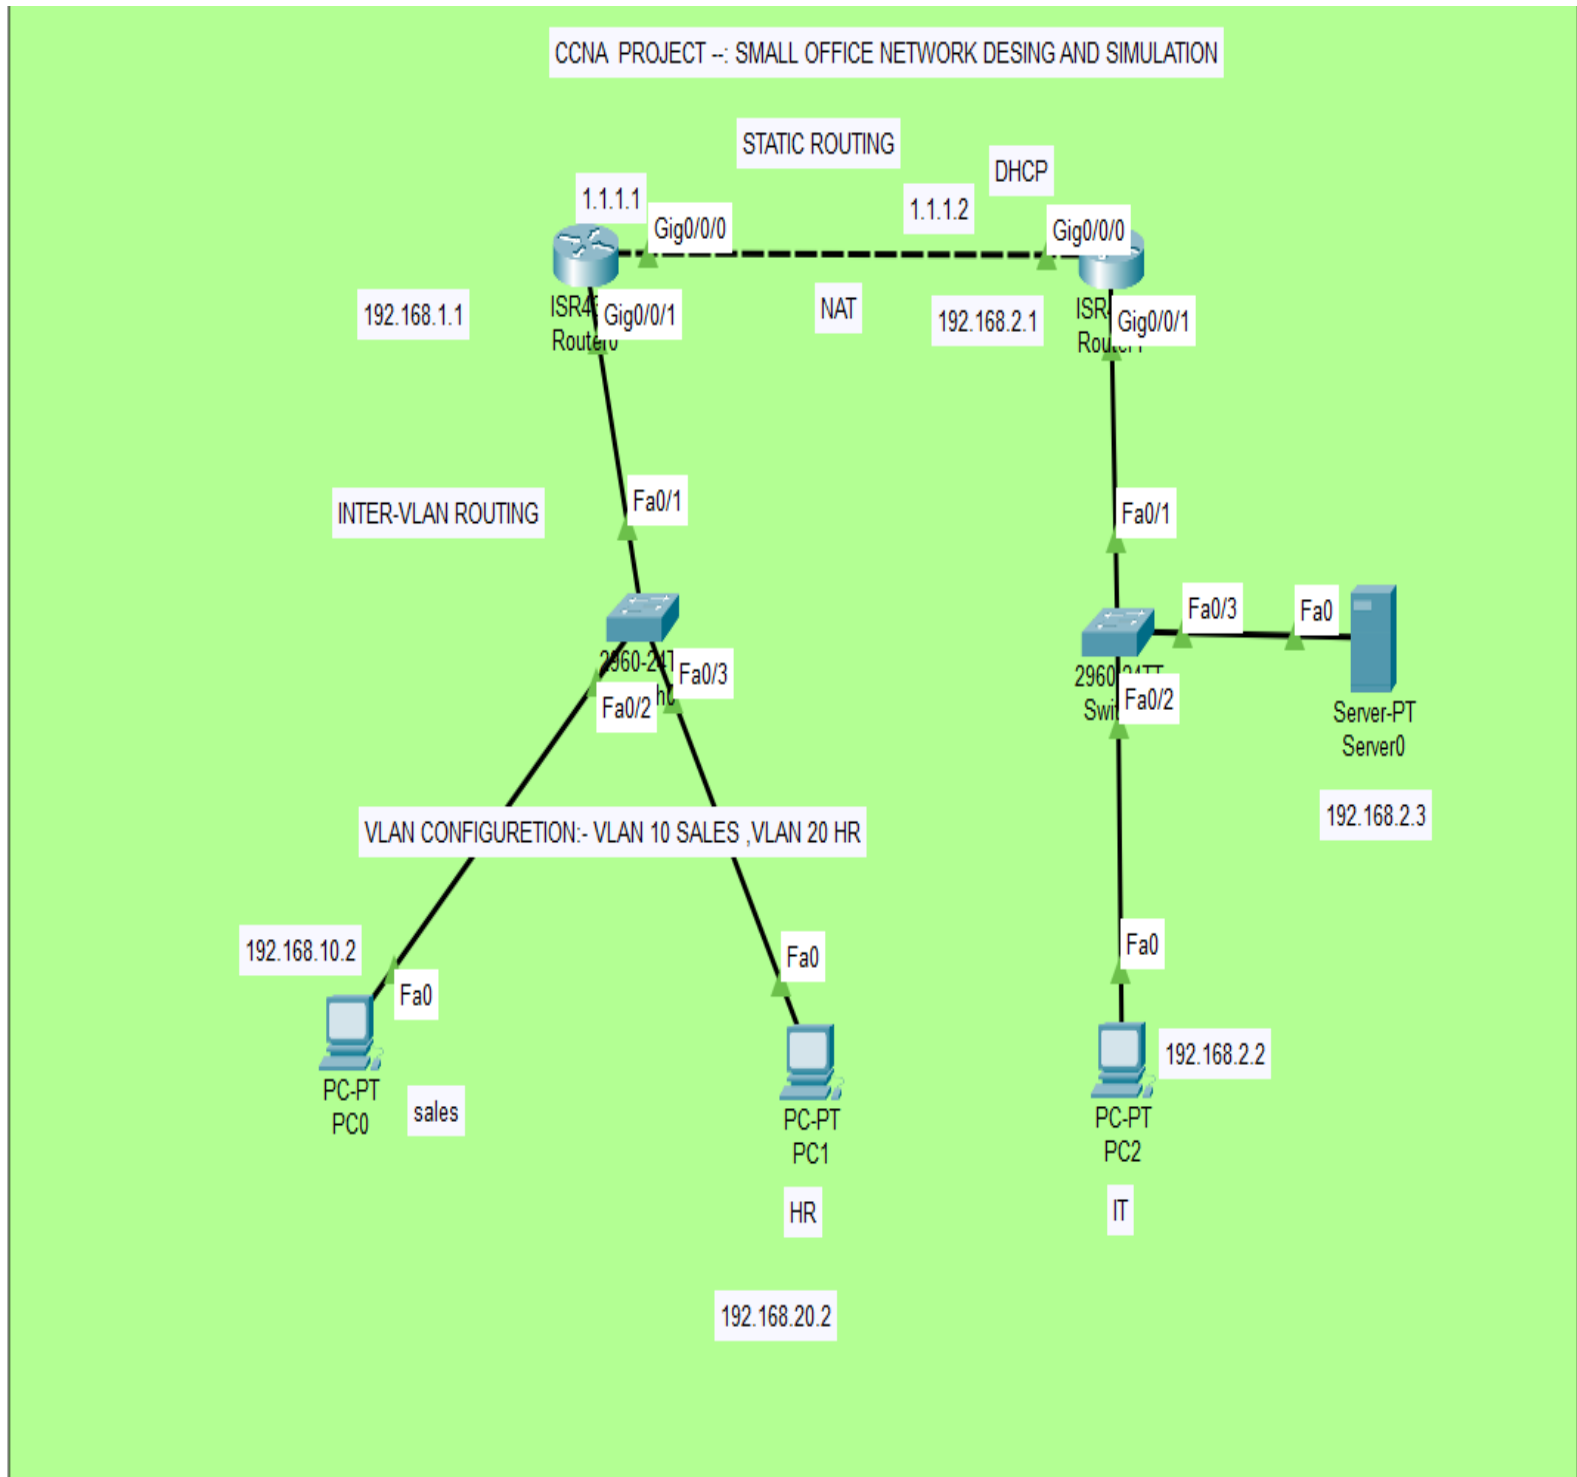 CCNA PROJECT --: SMALL OFFICE NETWORK DESING AND SIMULATION
STATIC ROUTING
DHCP
1.1.1.1
1.1.1.2
Gig0/0/0
Gig0/0/0
192.168.1.1
Gig0/0/1
NAT
192.168.2.1
Gig0/0/1
INTER-VLAN ROUTING
Fa0/1
Fa0/1
Fa0/3
Fa0
Fa0/3
Fa0/2
Fa0/2
Server-PT
Server0
192.168.2.3
VLAN CONFIGURETION:- VLAN 10 SALES ,VLAN 20 HR
192.168.10.2
Fa0
Fa0
Fa0
192.168.2.2
PC-PT
PC0
sales
PC-PT
PC1
PC-PT
PC2
HR
IT
192.168.20.2